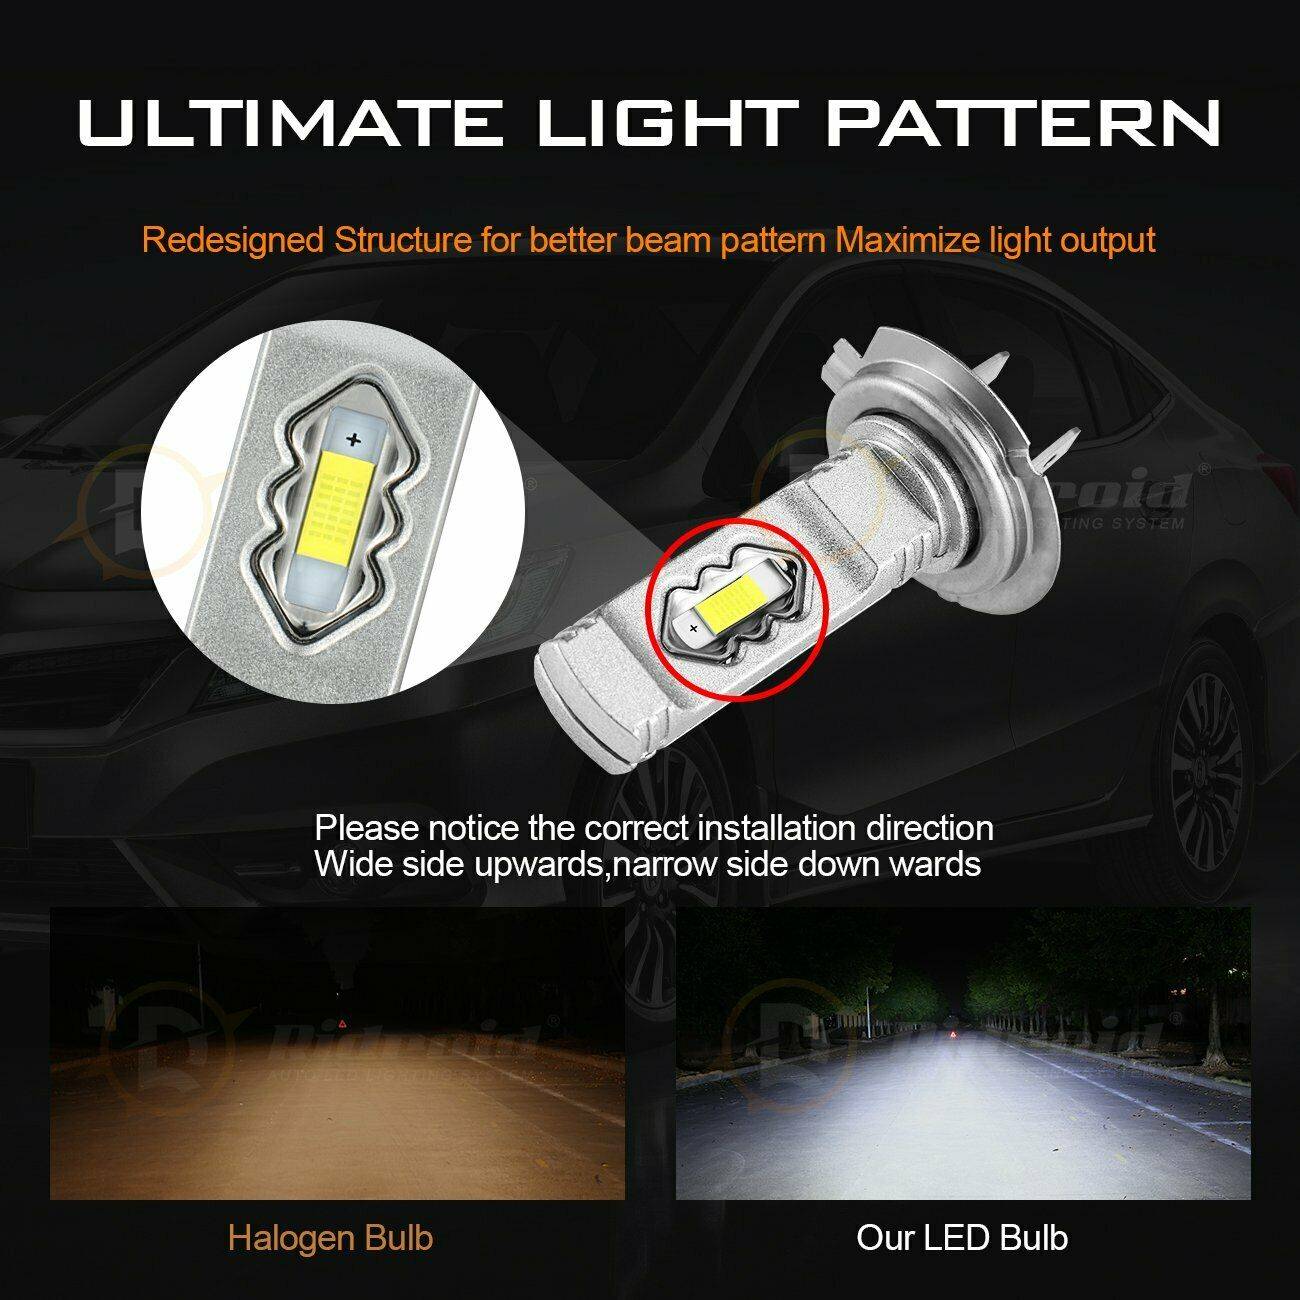 ULTIMATE LIGHT PATTERN
Redesigned Structure for better beam pattern Maximize light output
+
+
Please notice the correct installation direction
Wide side upwards,narrow side down wards
Halogen Bulb
Our LED Bulb